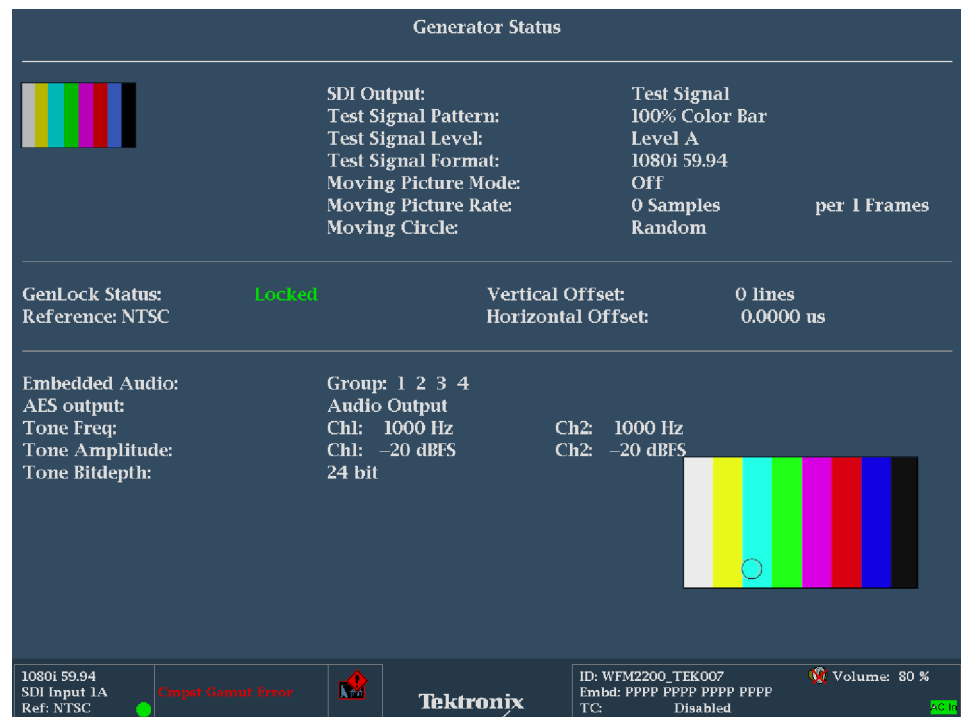 Generator Status
SDI Output: Test Signal
Test Signal Pattern: 100% Color Bar
Test Signal Level: Level A
Test Signal Format: 1080i 59.94
Moving Picture Mode: Off
Moving Picture Rate: 0 Samples per 1 Frames
Moving Circle: Random
GenLock Status: Locked Vertical Offset: 0 lines
Reference: NTSC Horizontal Offset: 0.0000 us
Embedded Audio: Group: 1 2 3 4
AES output: Audio Output
Tone Freq: Ch1: 1000 Hz Ch2: 1000 Hz
Tone Amplitude: Ch1: −20 dBFS Ch2: −20 dBFS
Tone Bitdepth: 24 bit
1080i 59.94
SDI Input 1A
Ref: NTSC
Cmpst Gamut Error
Tektronix
ID: WFM2200_TEK007
Embd: PPPP PPPP PPPP PPPP
TC: Disabled
Volume: 80 %
AC In